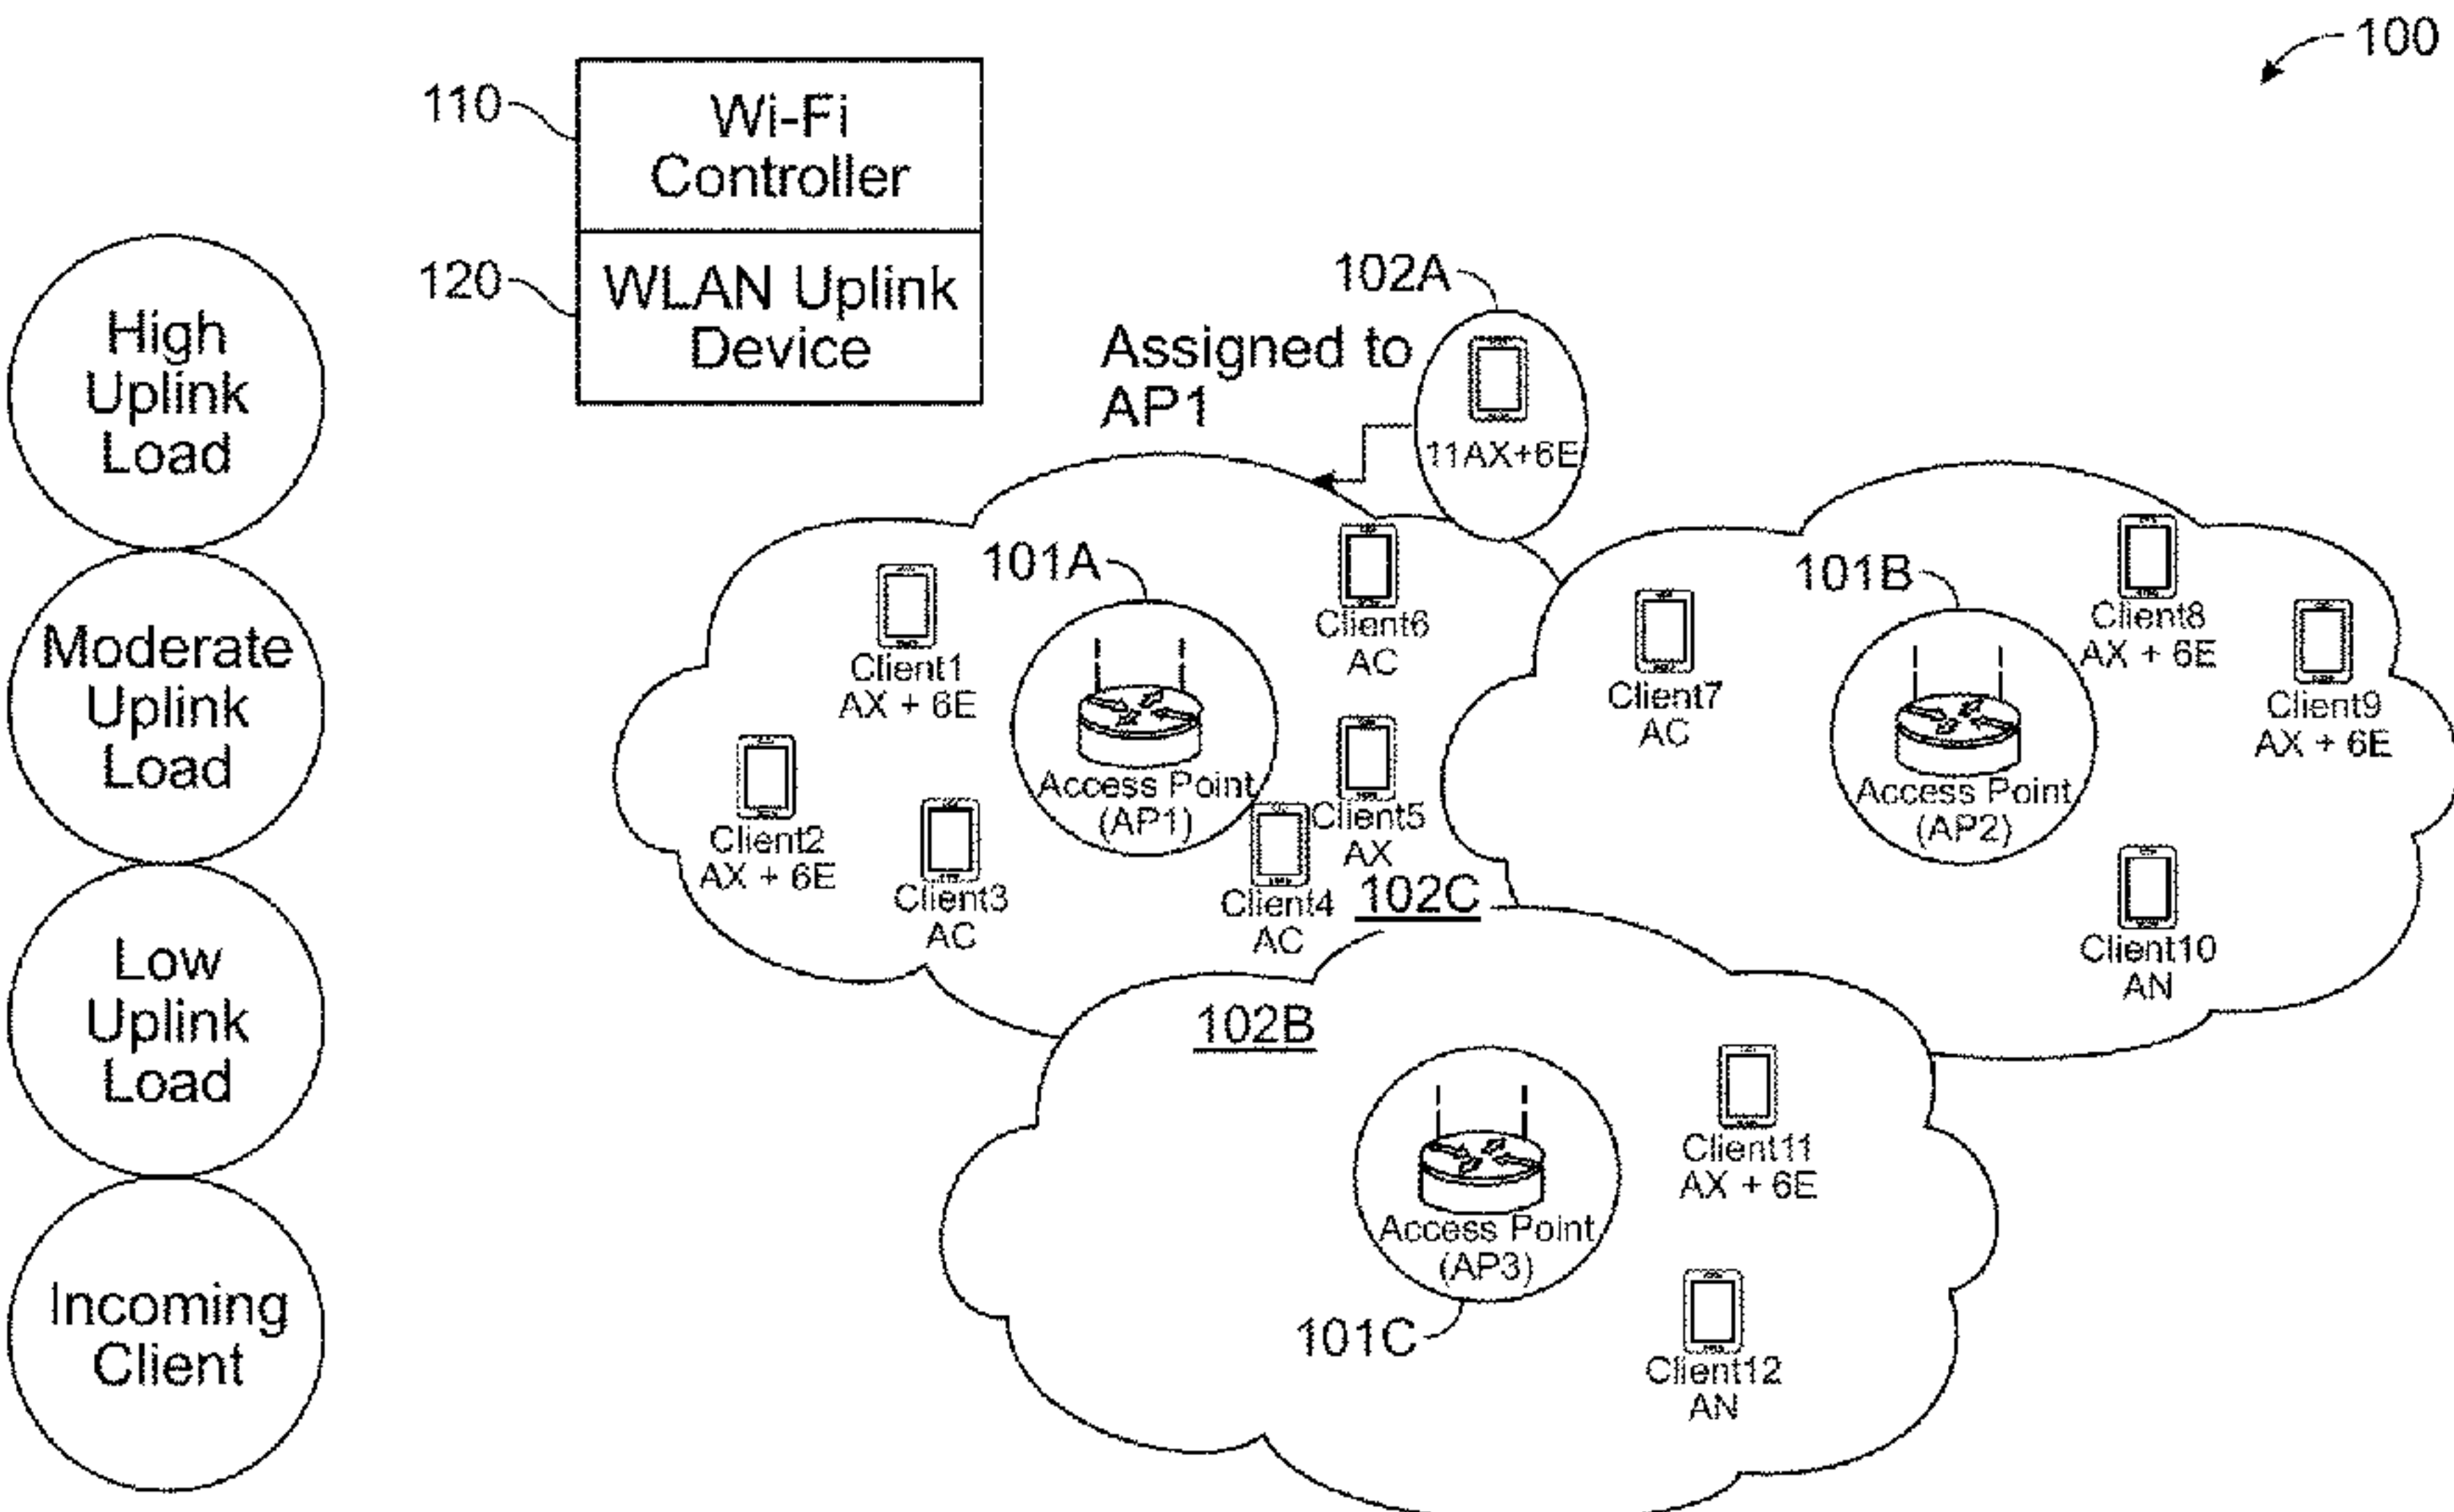 100
110
Wi-Fi
Controller
120
WLAN Uplink
Device
High
Uplink
Load
Moderate
Uplink
Load
Low
Uplink
Load
Incoming
Client
102A
Assigned to
AP1
11AX+6E
101A
Client1
AX + 6E
Client2
AX + 6E
Client3
AC
Access Point
(AP1)
Client4
AC
Client5
AX
Client6
AC
102C
101B
Client7
AC
Client8
AX + 6E
Client9
AX + 6E
Access Point
(AP2)
Client10
AN
102B
Access Point
(AP3)
101C
Client11
AX + 6E
Client12
AN